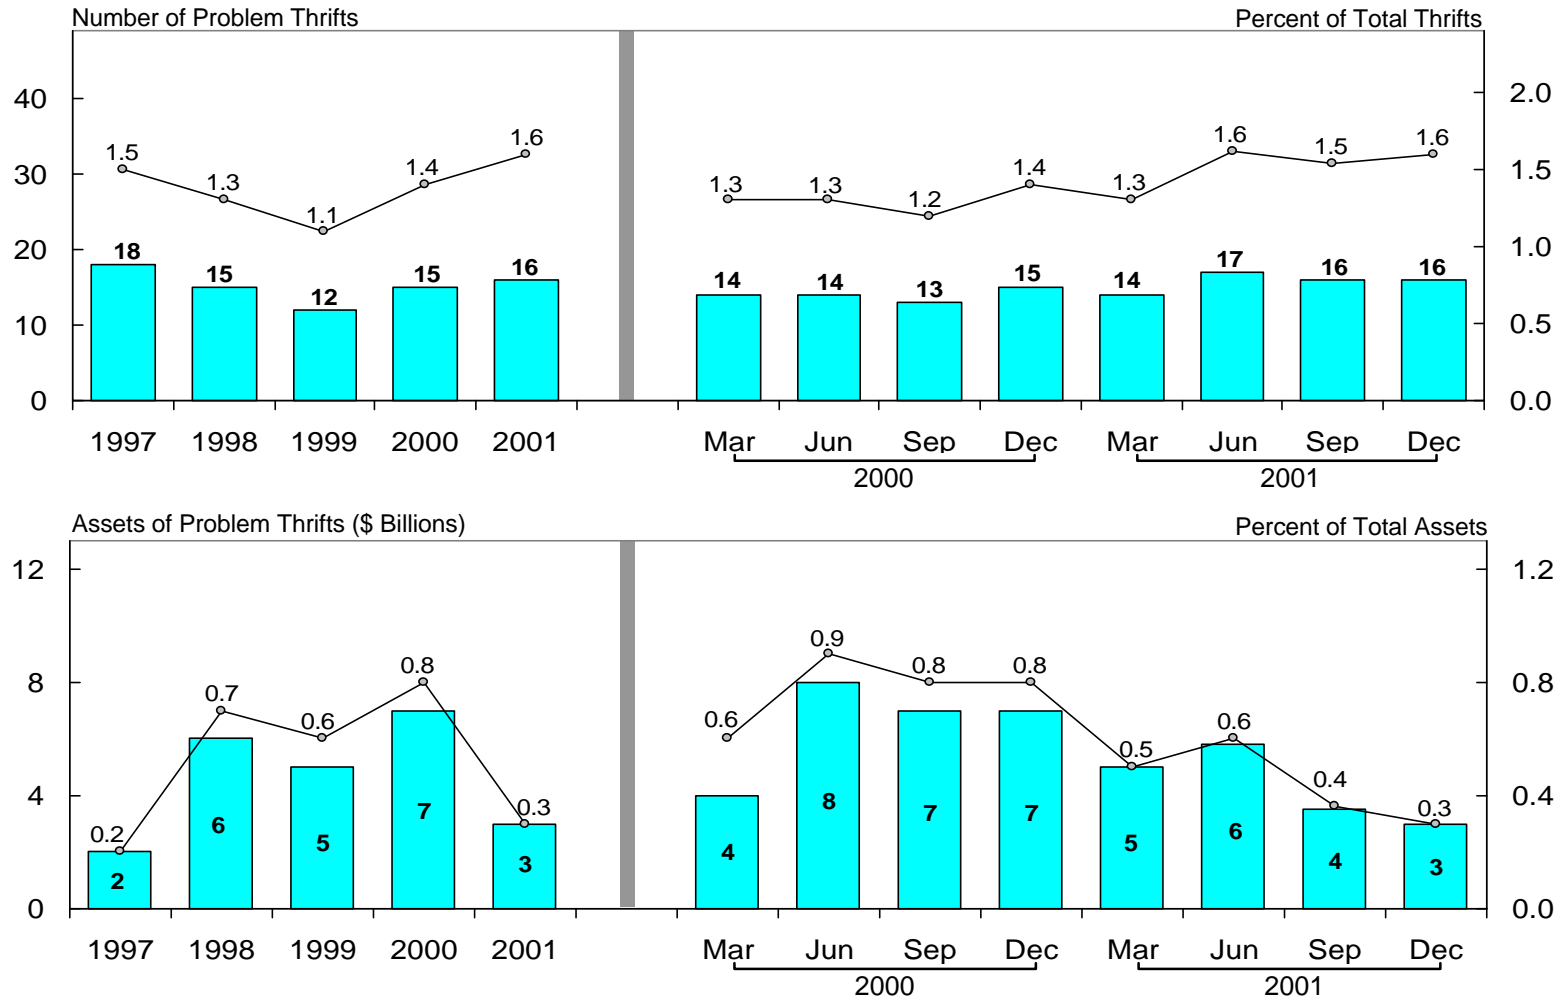 Number of Problem Thrifts Percent of Total Thrifts
40 2.0
1.6 1.6 1.6
1.5 1.5
30 1.4 1.4 1.5
1.3 1.3 1.3 1.3
1.2
1.1
20 18 17 1.0
15 15 16 14 14 15 14 16 16
12 13
10 0.5
0 0.0
1997 1998 1999 2000 2001 Mar Jun Sep Dec Mar Jun Sep Dec
2000 2001
Assets of Problem Thrifts ($ Billions) Percent of Total Assets
12 1.2
0.9
0.8 0.8 0.8
8 0.7 0.8
0.6 0.6 0.6
0.5
0.4
4 0.4
0.2 0.3 0.3
6 7 8 7 7
5 5 6
2 3 4 4 3
0 0.0
1997 1998 1999 2000 2001 Mar Jun Sep Dec Mar Jun Sep Dec
2000 2001